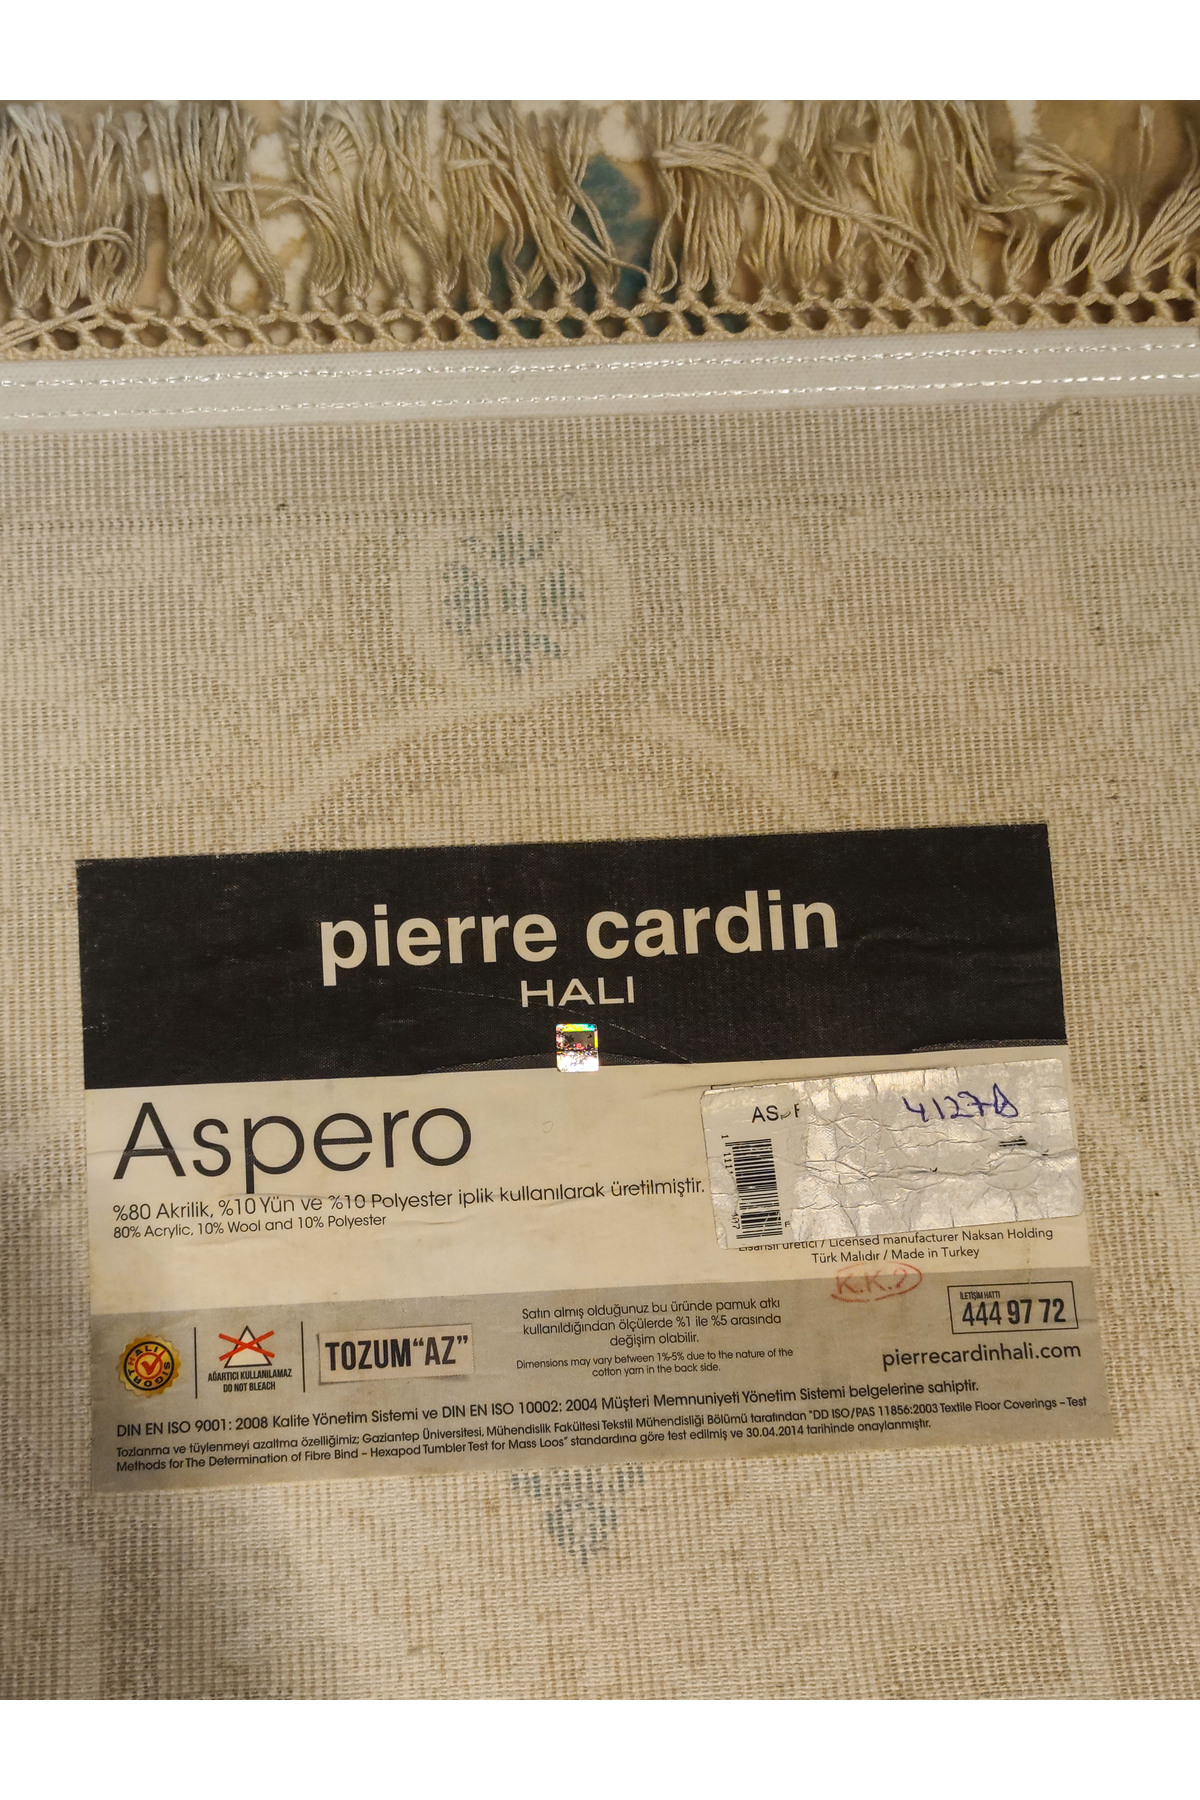 pierre cardin
HALI
Aspero
%80 Akrilik, %10 Yün ve %10 Polyester iplik kullanılarak üretilmiştir.
80% Acrylic, 10% Wool and 10% Polyester
41278
üretici / Licensed manufacturer Naksan Holding
Türk Malıdır / Made in Turkey
K.K.2
HALI
SIGORTA
AĞARTICI KULLANILAMAZ
DO NOT BLEACH
TOZUM“AZ”
Satın almış olduğunuz bu üründe pamuk atkı
kullanıldığından ölçülerde %1 ile %5 arasında
değişim olabilir.
Dimensions may vary between 1%-5% due to the nature of the
cotton yarn in the back side.
İLETİŞİM HATTI
444 97 72
pierrecardinhali.com
DIN EN ISO 9001: 2008 Kalite Yönetim Sistemi ve DIN EN ISO 10002: 2004 Müşteri Memnuniyeti Yönetim Sistemi belgelerine sahiptir.
Tozlanma ve tüylenmeyi azaltma özelliğimiz; Gaziantep Üniversitesi, Mühendislik Fakültesi Tekstil Mühendisliği Bölümü tarafından "DD ISO/PAS 11856:2003 Textile Floor Coverings – Test
Methods for The Determination of Fibre Bind – Hexapod Tumbler Test for Mass Loos" standardına göre test edilmiş ve 30.04.2014 tarihinde onaylanmıştır.